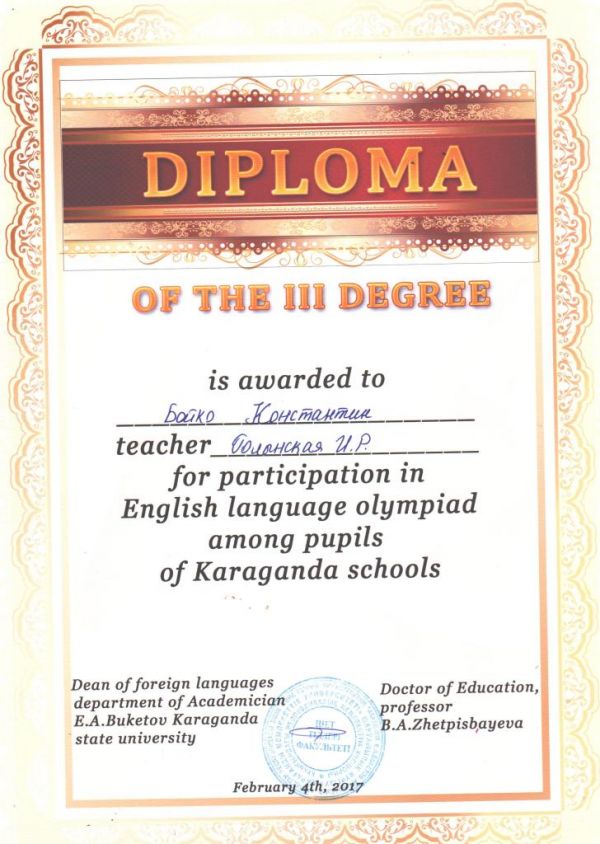 DIPLOMA
OF THE III DEGREE
is awarded to
Бойко Константин
teacher Полынская И.Р.
for participation in
English language olympiad
among pupils
of Karaganda schools
Dean of foreign languages
department of Academician
E.A.Buketov Karaganda
state university
Doctor of Education,
professor
B.A.Zhetpisbayeva
ФАКУЛЬТЕТІ
February 4th, 2017